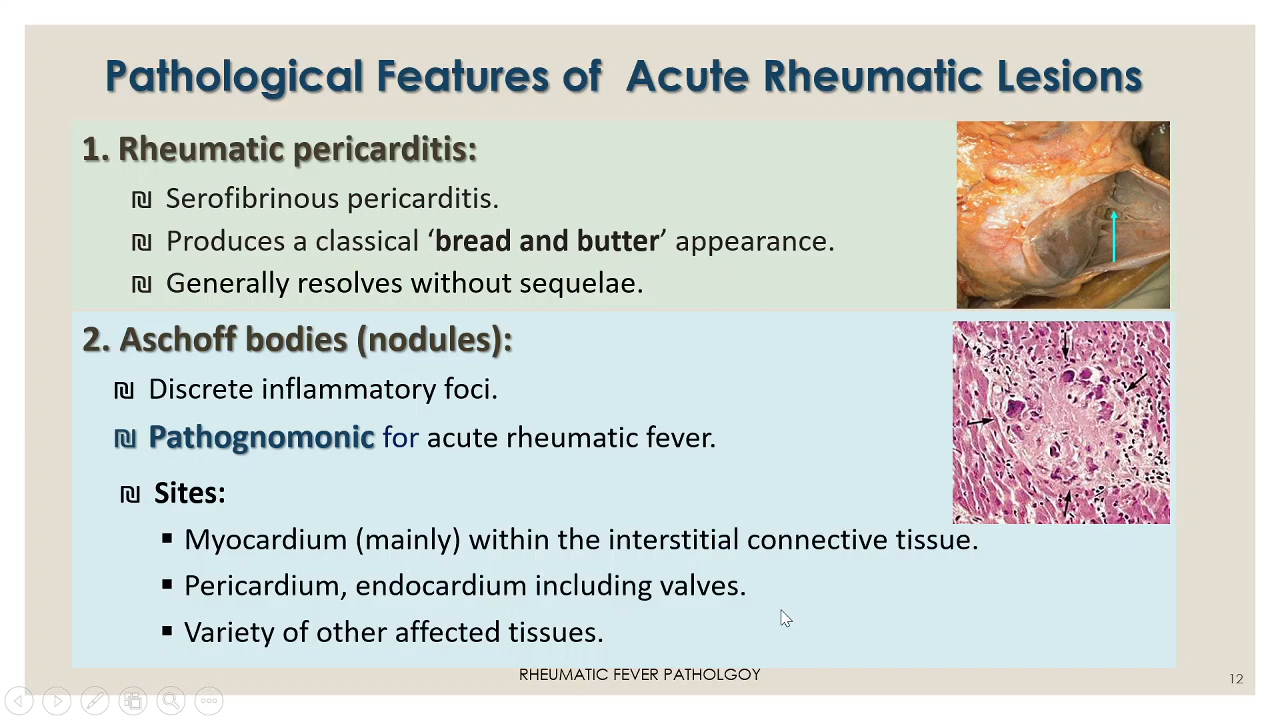 Pathological Features of Acute Rheumatic Lesions
1. Rheumatic pericarditis:
₪ Serofibrinous pericarditis.
₪ Produces a classical ‘bread and butter’ appearance.
₪ Generally resolves without sequelae.
2. Aschoff bodies (nodules):
₪ Discrete inflammatory foci.
₪ Pathognomonic for acute rheumatic fever.
₪ Sites:
▪ Myocardium (mainly) within the interstitial connective tissue.
▪ Pericardium, endocardium including valves.
▪ Variety of other affected tissues.
RHEUMATIC FEVER PATHOLGOY
12